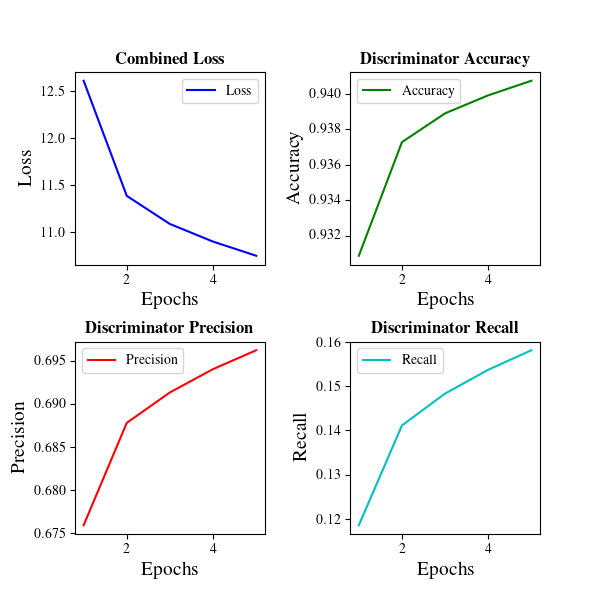 Combined Loss
Loss
12.5
12.0
11.5
11.0
Loss
2
4
Epochs
Discriminator Accuracy
Accuracy
0.940
0.938
0.936
0.934
0.932
Accuracy
2
4
Epochs
Discriminator Precision
Precision
0.695
0.690
0.685
0.680
0.675
Precision
2
4
Epochs
Discriminator Recall
Recall
0.16
0.15
0.14
0.13
0.12
Recall
2
4
Epochs